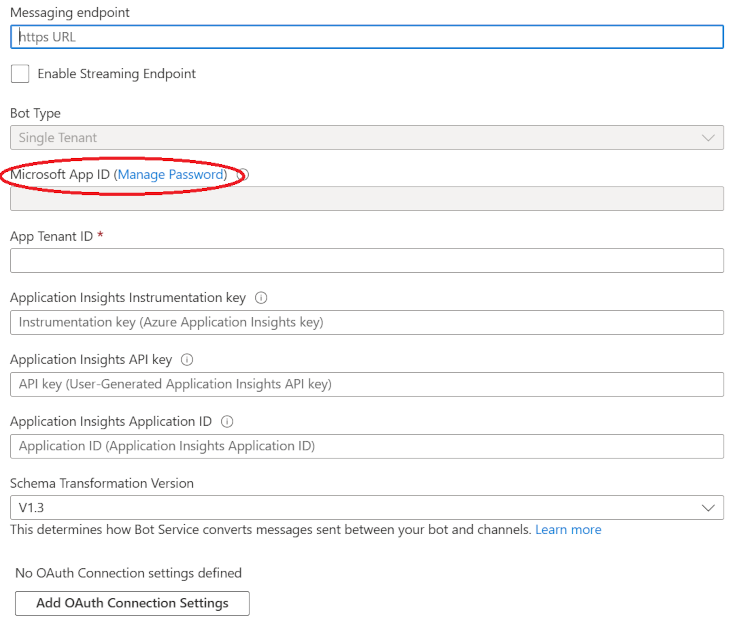 Messaging endpoint
https URL
Enable Streaming Endpoint
Bot Type
Single Tenant
Microsoft App ID (Manage Password)
App Tenant ID *
Application Insights Instrumentation key
Instrumentation key (Azure Application Insights key)
Application Insights API key
API key (User-Generated Application Insights API key)
Application Insights Application ID
Application ID (Application Insights Application ID)
Schema Transformation Version
V1.3
This determines how Bot Service converts messages sent between your bot and channels. Learn more
No OAuth Connection settings defined
Add OAuth Connection Settings